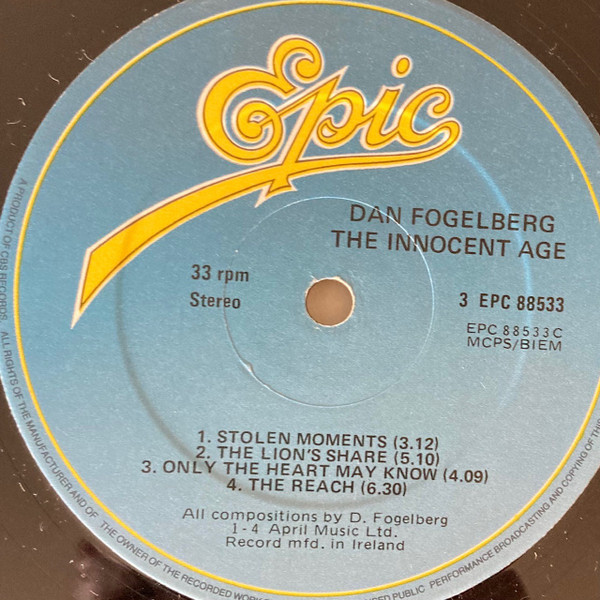 Epic
DAN FOGELBERG
THE INNOCENT AGE
33 rpm
Stereo
3 EPC 88533
EPC 88533C
MCPS/BIEM
1. STOLEN MOMENTS (3.12)
2. THE LION'S SHARE (5.10)
3. ONLY THE HEART MAY KNOW (4.09)
4. THE REACH (6.30)
All compositions by D. Fogelberg
1-4 April Music Ltd.
Record mfd. in Ireland
A PRODUCT OF CBS RECORDS ALL RIGHTS OF THE MANUFACTURER AND OF THE OWNER OF THE RECORDED WORK PUBLIC PERFORMANCE BROADCASTING AND COPYING OF THIS